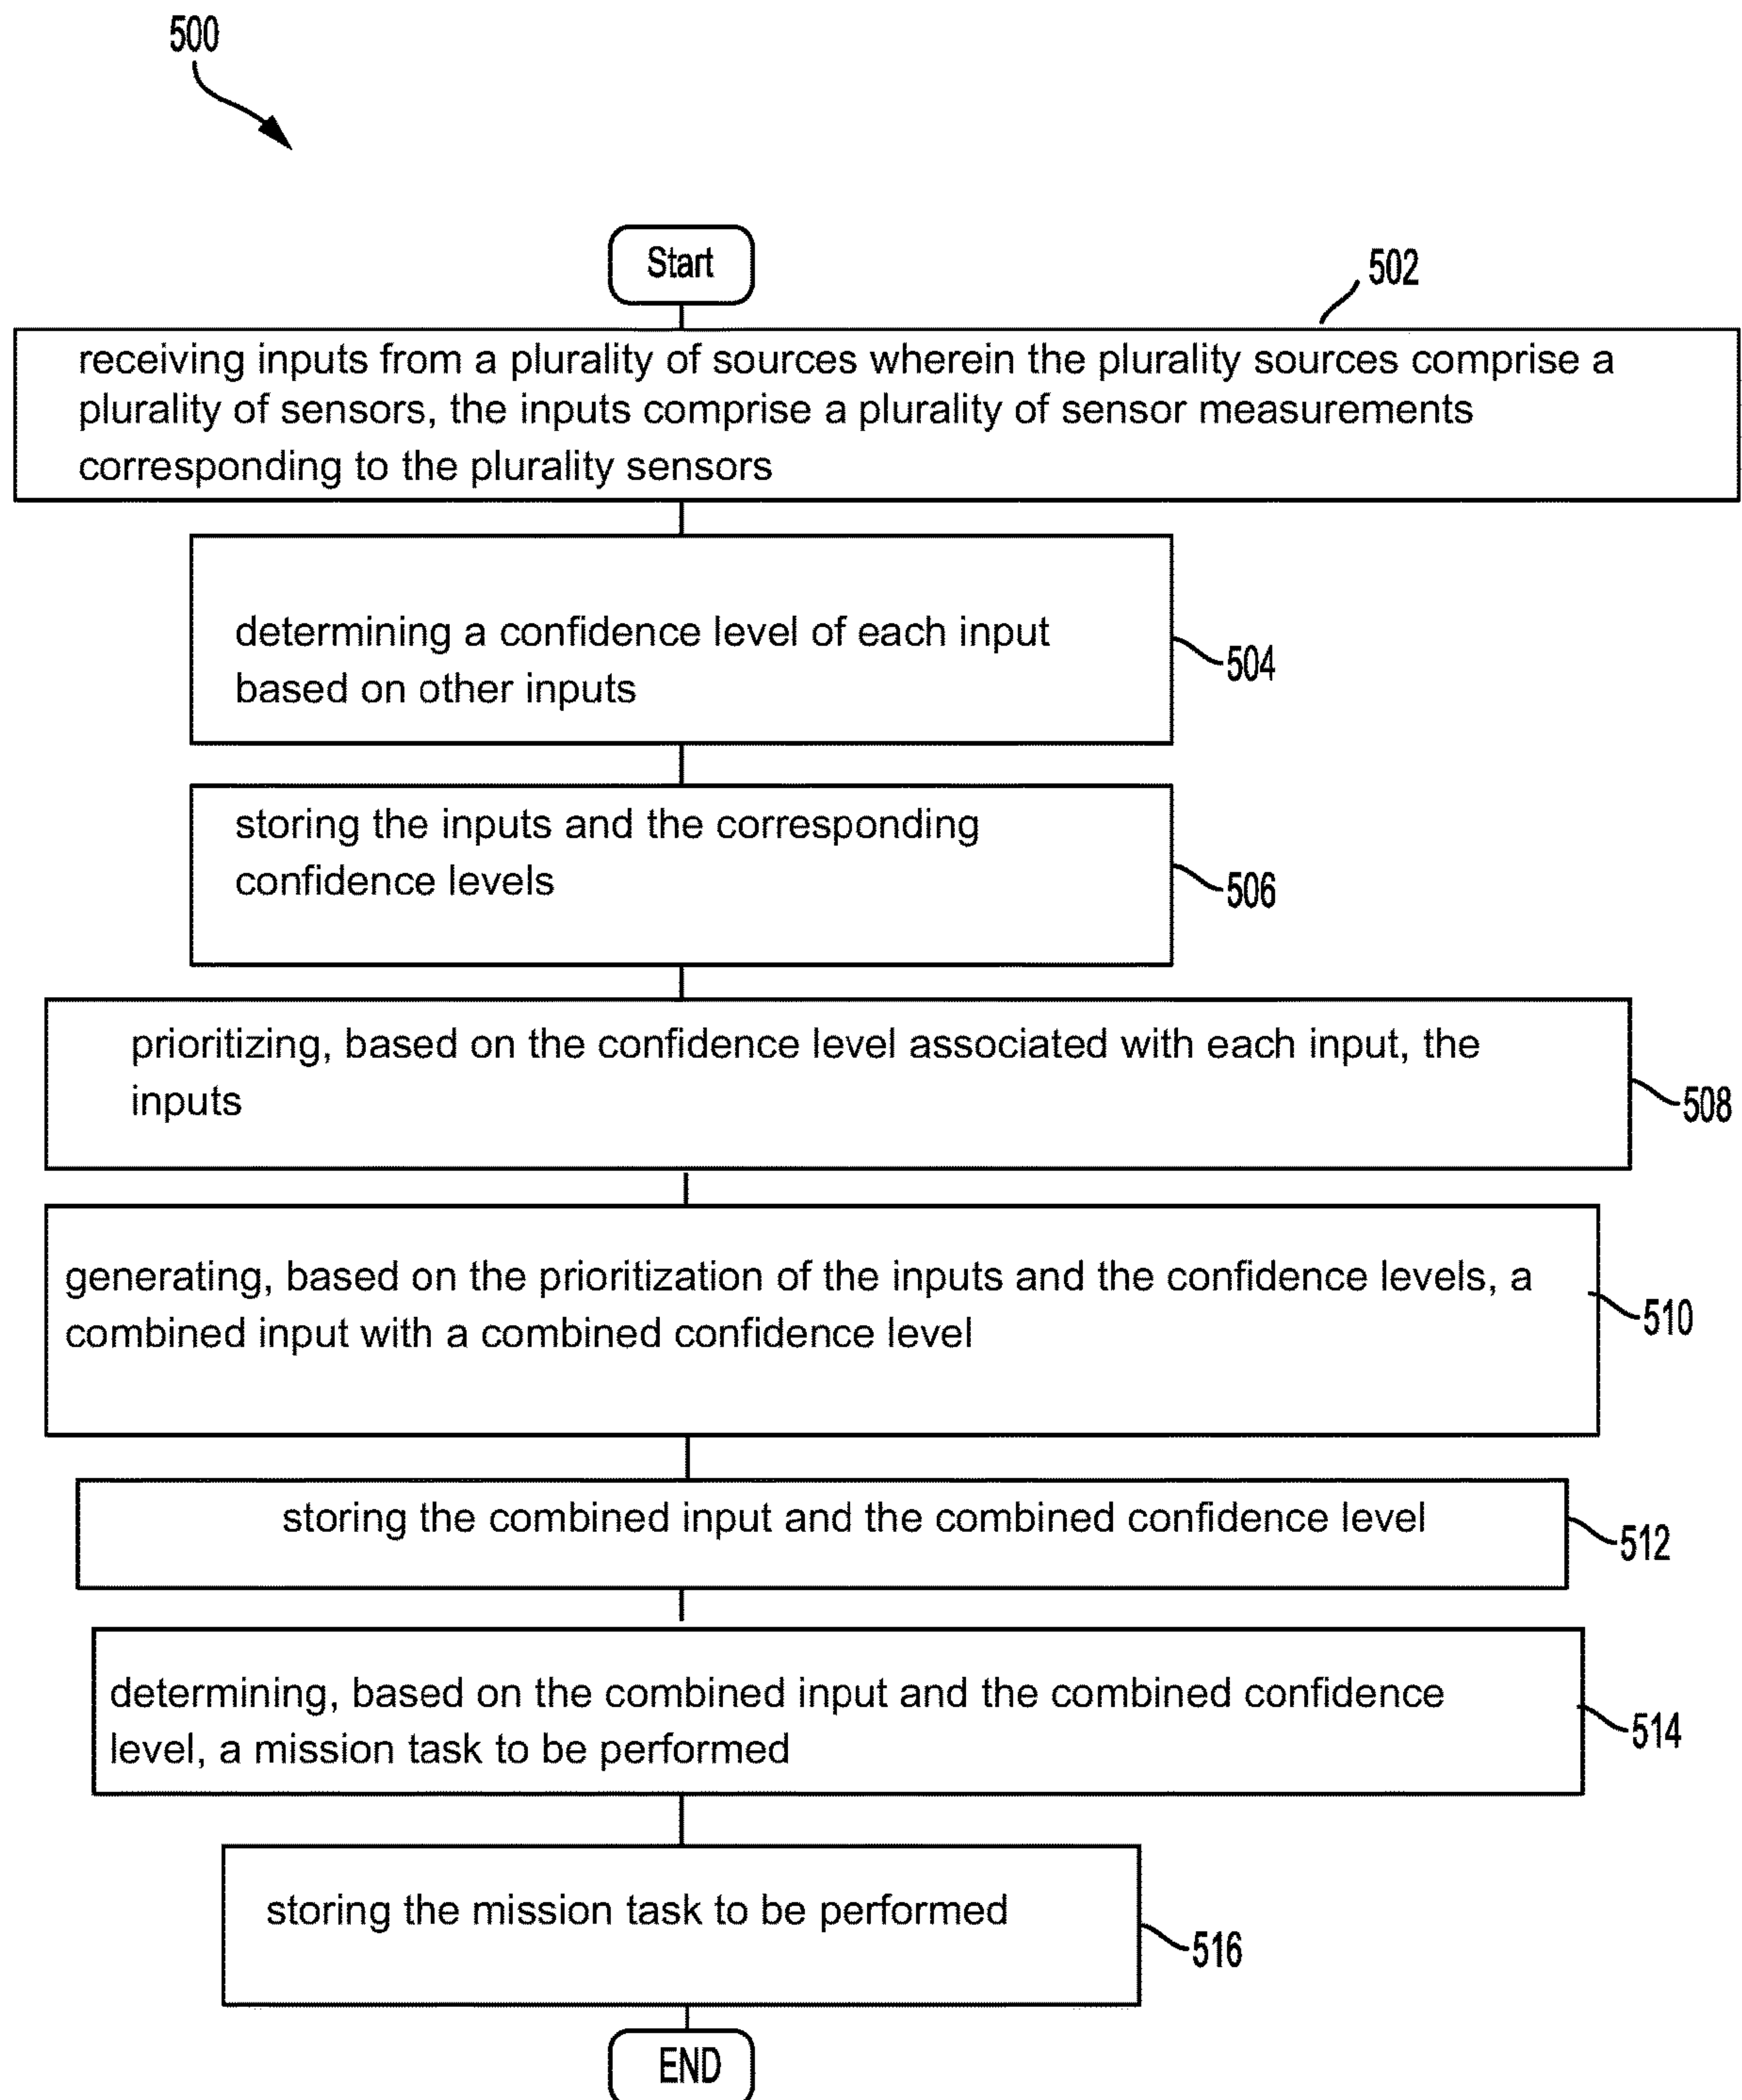 500
Start
502
receiving inputs from a plurality of sources wherein the plurality sources comprise a
plurality of sensors, the inputs comprise a plurality of sensor measurements
corresponding to the plurality sensors
determining a confidence level of each input
based on other inputs
504
storing the inputs and the corresponding
confidence levels
506
prioritizing, based on the confidence level associated with each input, the
inputs
508
generating, based on the prioritization of the inputs and the confidence levels, a
combined input with a combined confidence level
510
storing the combined input and the combined confidence level
512
determining, based on the combined input and the combined confidence
level, a mission task to be performed
514
storing the mission task to be performed
516
END